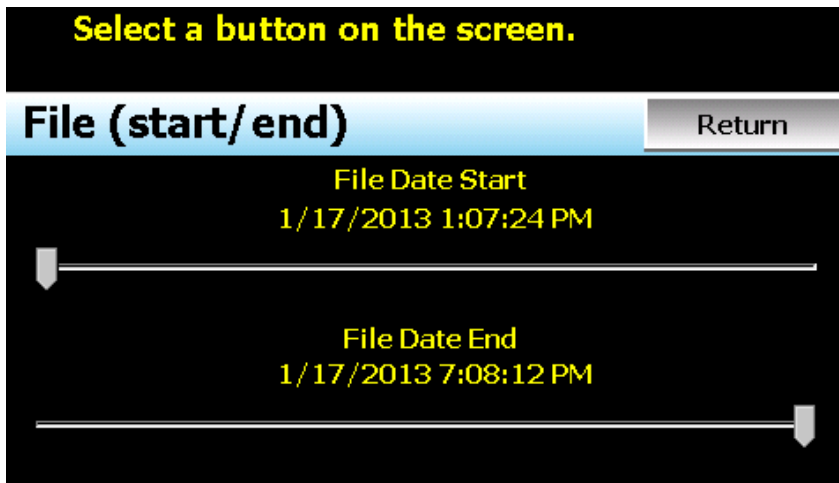 Select a button on the screen.
File (start/end)
Return
File Date Start
1/17/2013 1:07:24 PM
File Date End
1/17/2013 7:08:12 PM